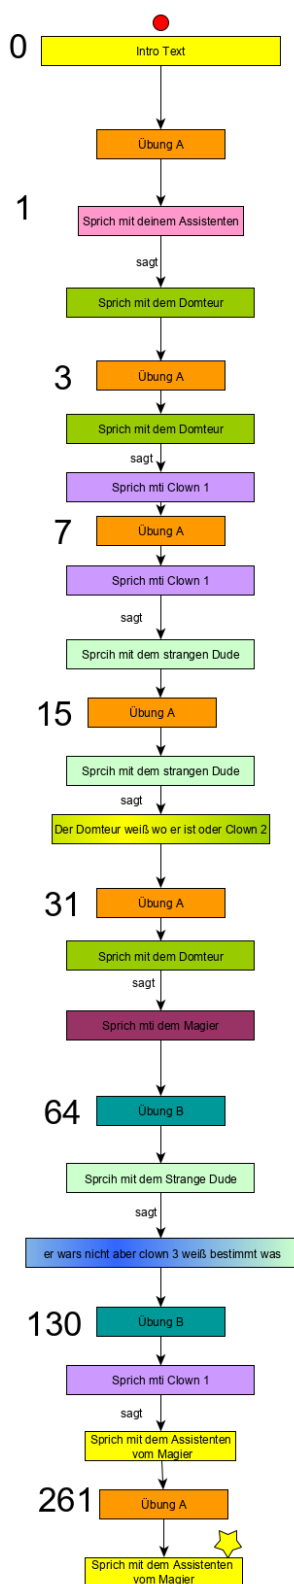 0
Intro Text
Übung A
1
Sprich mit deinem Assistenten
sagt
Sprich mit dem Domteur
3
Übung A
Sprich mit dem Domteur
sagt
Sprich mti Clown 1
7
Übung A
Sprich mti Clown 1
sagt
Sprcih mit dem strangen Dude
15
Übung A
Sprcih mit dem strangen Dude
sagt
Der Domteur weiß wo er ist oder Clown 2
31
Übung A
Sprich mit dem Domteur
sagt
Sprich mti dem Magier
64
Übung B
Sprcih mit dem Strange Dude
sagt
er wars nicht aber clown 3 weiß bestimmt was
130
Übung B
Sprich mti Clown 1
sagt
Sprich mit dem Assistenten
vom Magier
261
Übung A
Sprich mit dem Assistenten
vom Magier